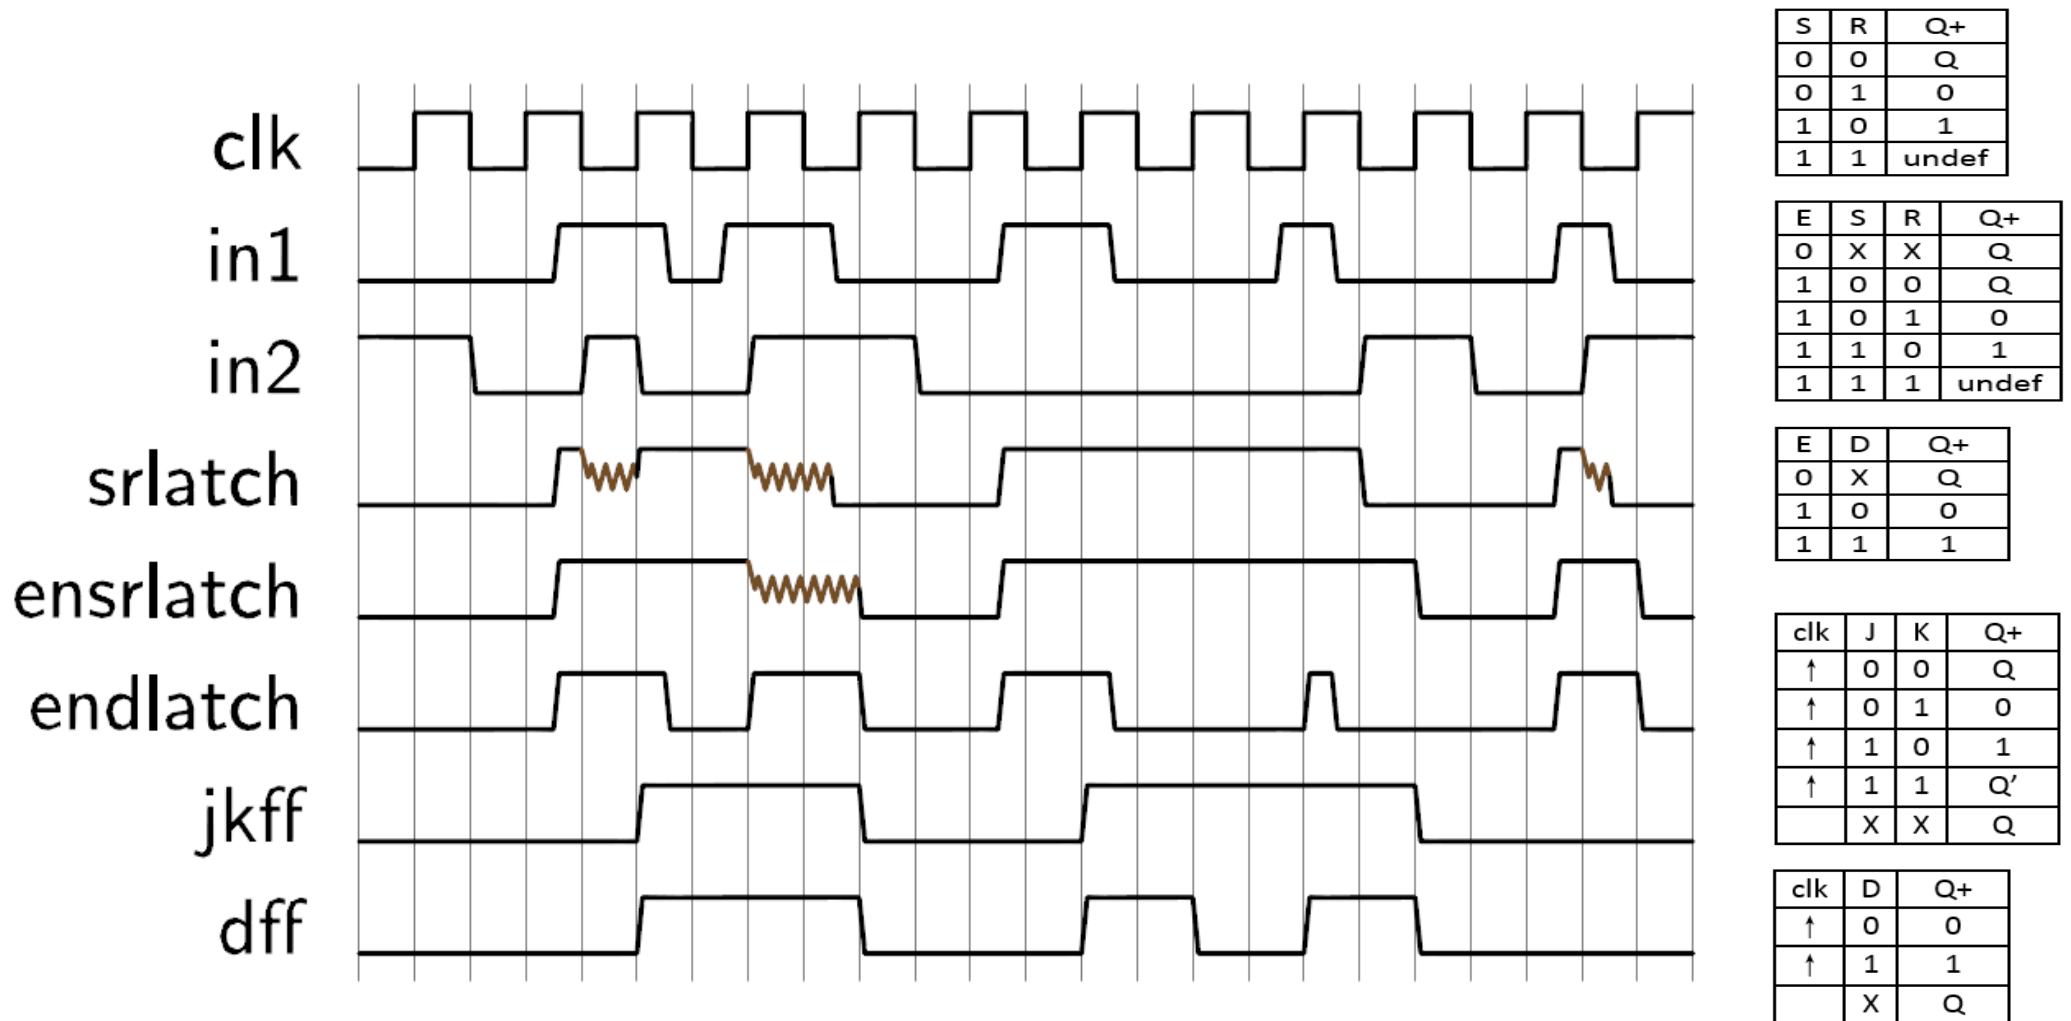 clk
in1
in2
srlatch
ensrlatch
endlatch
jkff
dff
S R Q+
0 0 Q
0 1 0
1 0 1
1 1 undef
E S R Q+
0 X X Q
1 0 0 Q
1 0 1 0
1 1 0 1
1 1 1 undef
E D Q+
0 X Q
1 0 0
1 1 1
clk J K Q+
↑ 0 0 Q
↑ 0 1 0
↑ 1 0 1
↑ 1 1 Q’
X X Q
clk D Q+
↑ 0 0
↑ 1 1
X Q